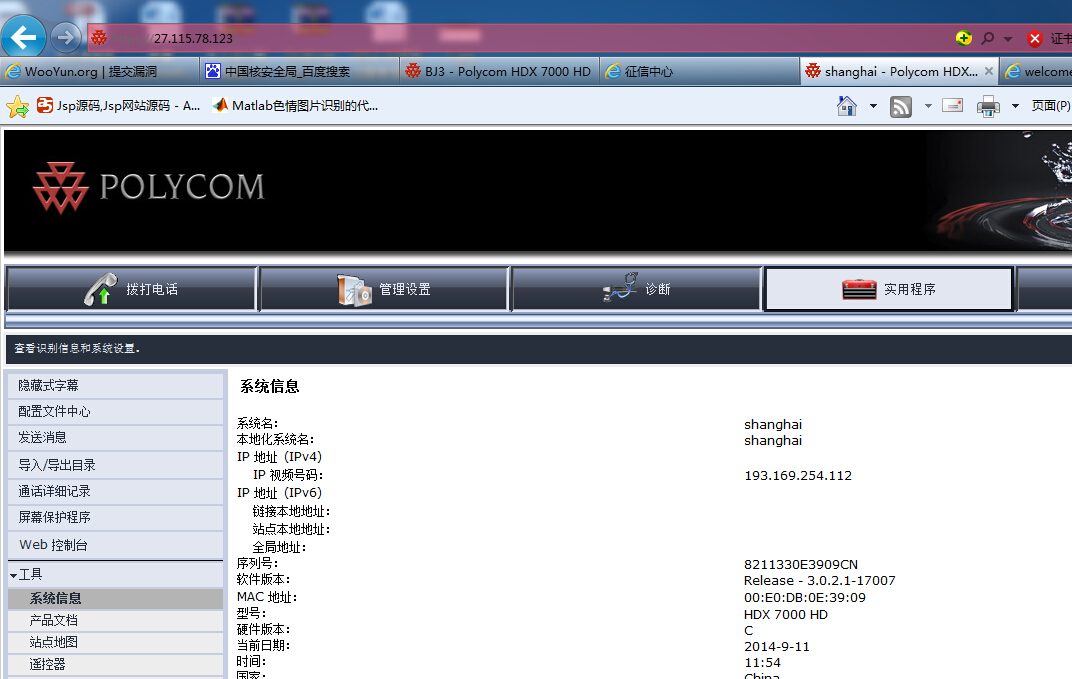 27.115.78.123
证书
WooYun.org | 提交漏洞
中国核安全局_百度搜索
BJ3 - Polycom HDX 7000 HD
征信中心
shanghai - Polycom HDX...
welcome
Jsp源码,Jsp网站源码 - A...
Matlab色情图片识别的代...
页面(P)
POLYCOM
拨打电话
管理设置
诊断
实用程序
查看识别信息和系统设置。
隐藏式字幕
配置文件中心
发送消息
导入/导出目录
通话详细记录
屏幕保护程序
Web 控制台
工具
系统信息
产品文档
站点地图
遥控器
系统信息
系统名： shanghai
本地化系统名： shanghai
IP 地址（IPv4）
IP 视频号码： 193.169.254.112
IP 地址（IPv6）
链接本地地址：
站点本地地址：
全局地址：
序列号： 8211330E3909CN
软件版本： Release - 3.0.2.1-17007
MAC 地址： 00:E0:DB:0E:39:09
型号： HDX 7000 HD
硬件版本： C
当前日期： 2014-9-11
时间： 11:54
国家： China